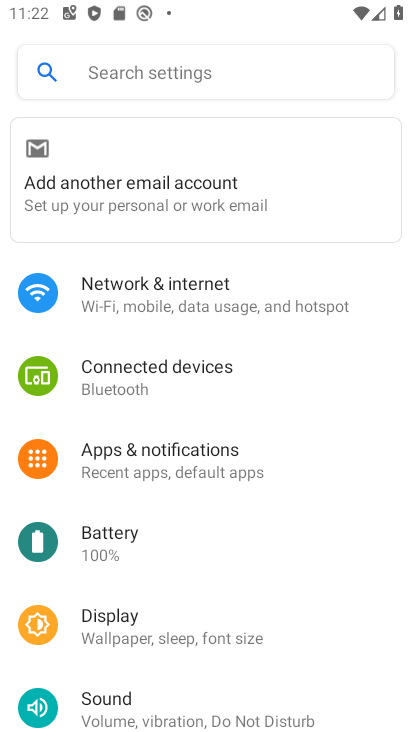 11:22
Search settings
Add another email account
Set up your personal or work email
Network & internet
Wi-Fi, mobile, data usage, and hotspot
Connected devices
Bluetooth
Apps & notifications
Recent apps, default apps
Battery
100%
Display
Wallpaper, sleep, font size
Sound
Volume, vibration, Do Not Disturb